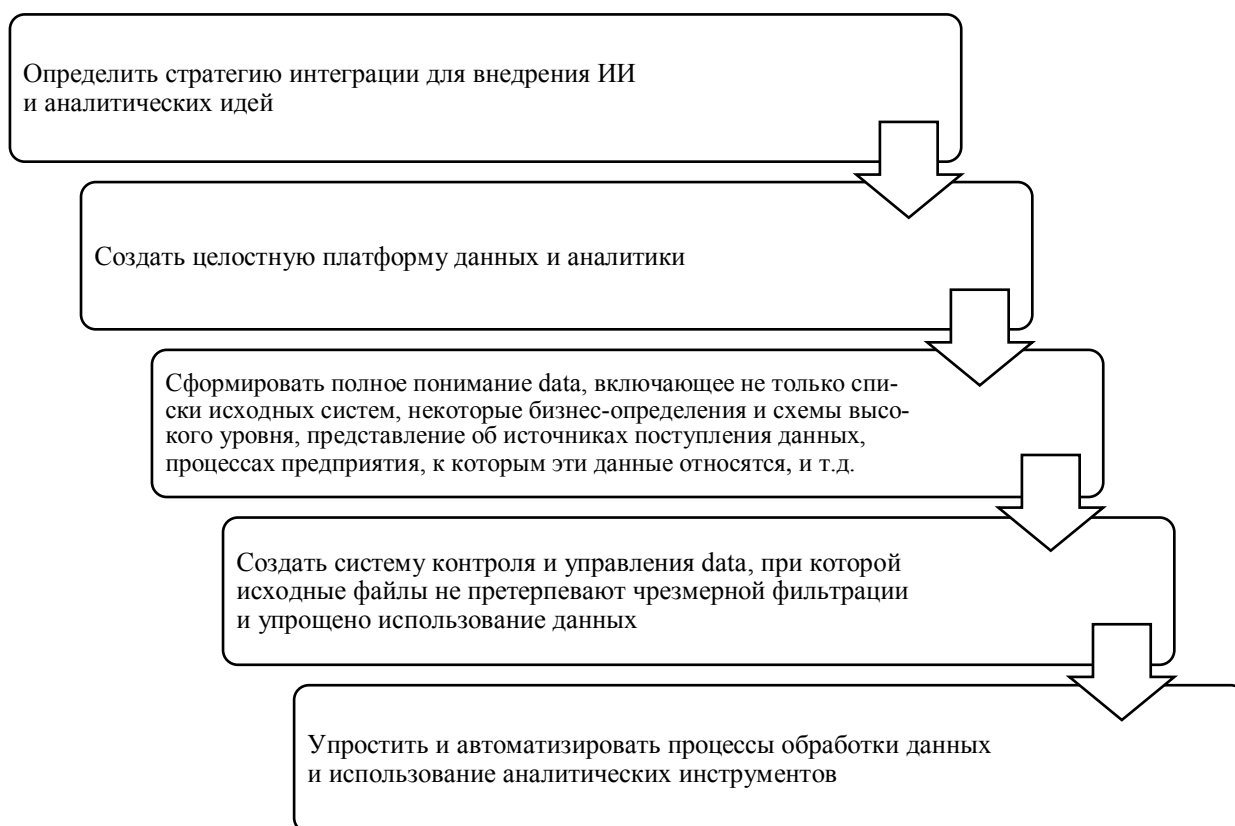 Определить стратегию интеграции для внедрения ИИ
и аналитических идей
Создать целостную платформу данных и аналитики
Сформировать полное понимание data, включающее не только спи-
ски исходных систем, некоторые бизнес-определения и схемы высо-
кого уровня, представление об источниках поступления данных,
процессах предприятия, к которым эти данные относятся, и т.д.
Создать систему контроля и управления data, при которой
исходные файлы не претерпевают чрезмерной фильтрации
и упрощено использование данных
Упростить и автоматизировать процессы обработки данных
и использование аналитических инструментов